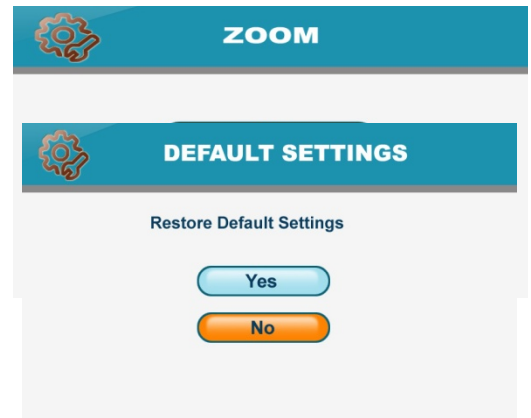 ZOOM
DEFAULT SETTINGS
Restore Default Settings
Yes
No